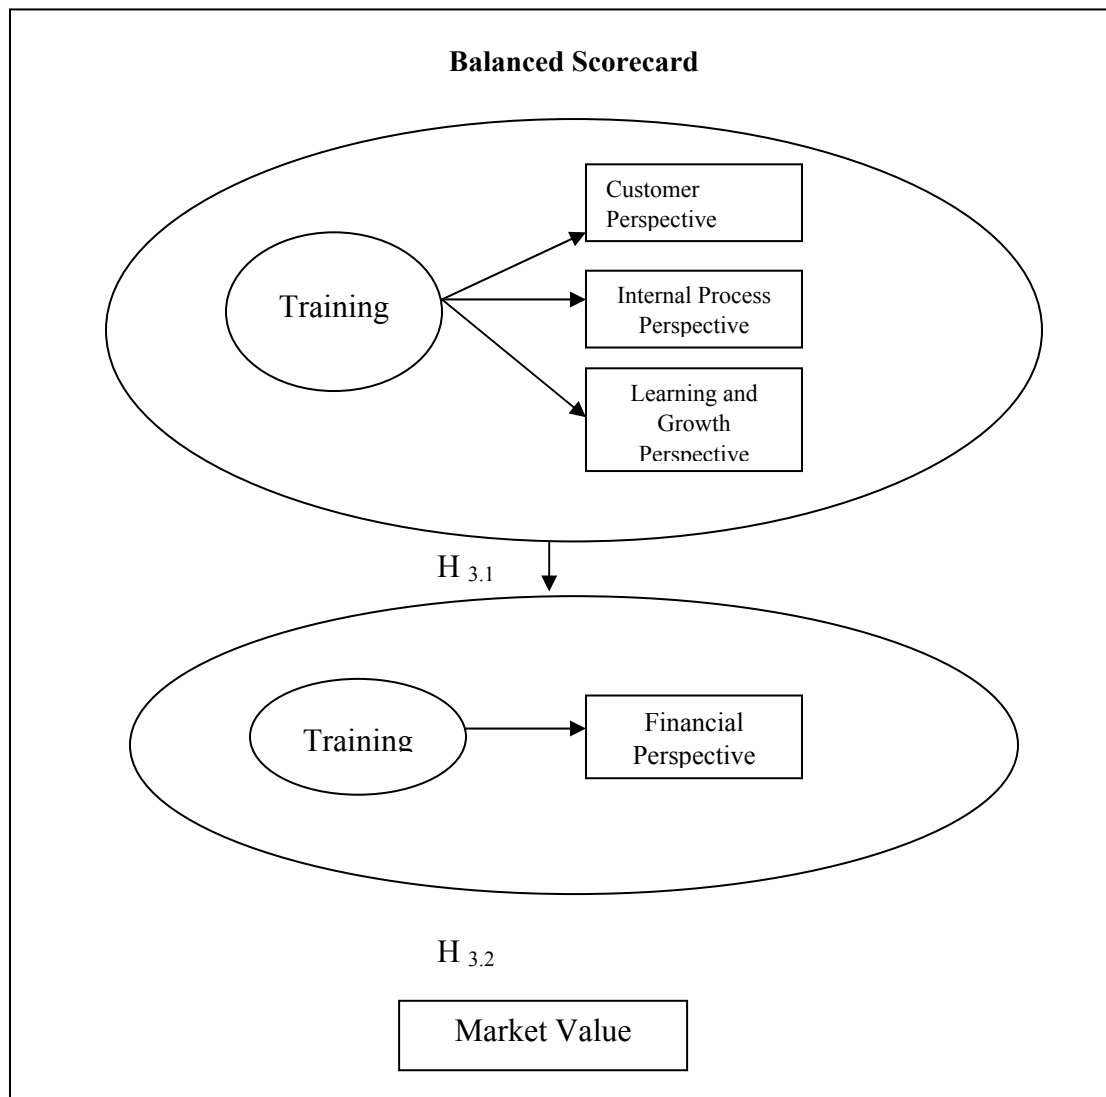 Balanced Scorecard
Customer
Perspective
Training
Internal Process
Perspective
Learning and
Growth
Perspective
H 3.1
Training
Financial
Perspective
H 3.2
Market Value